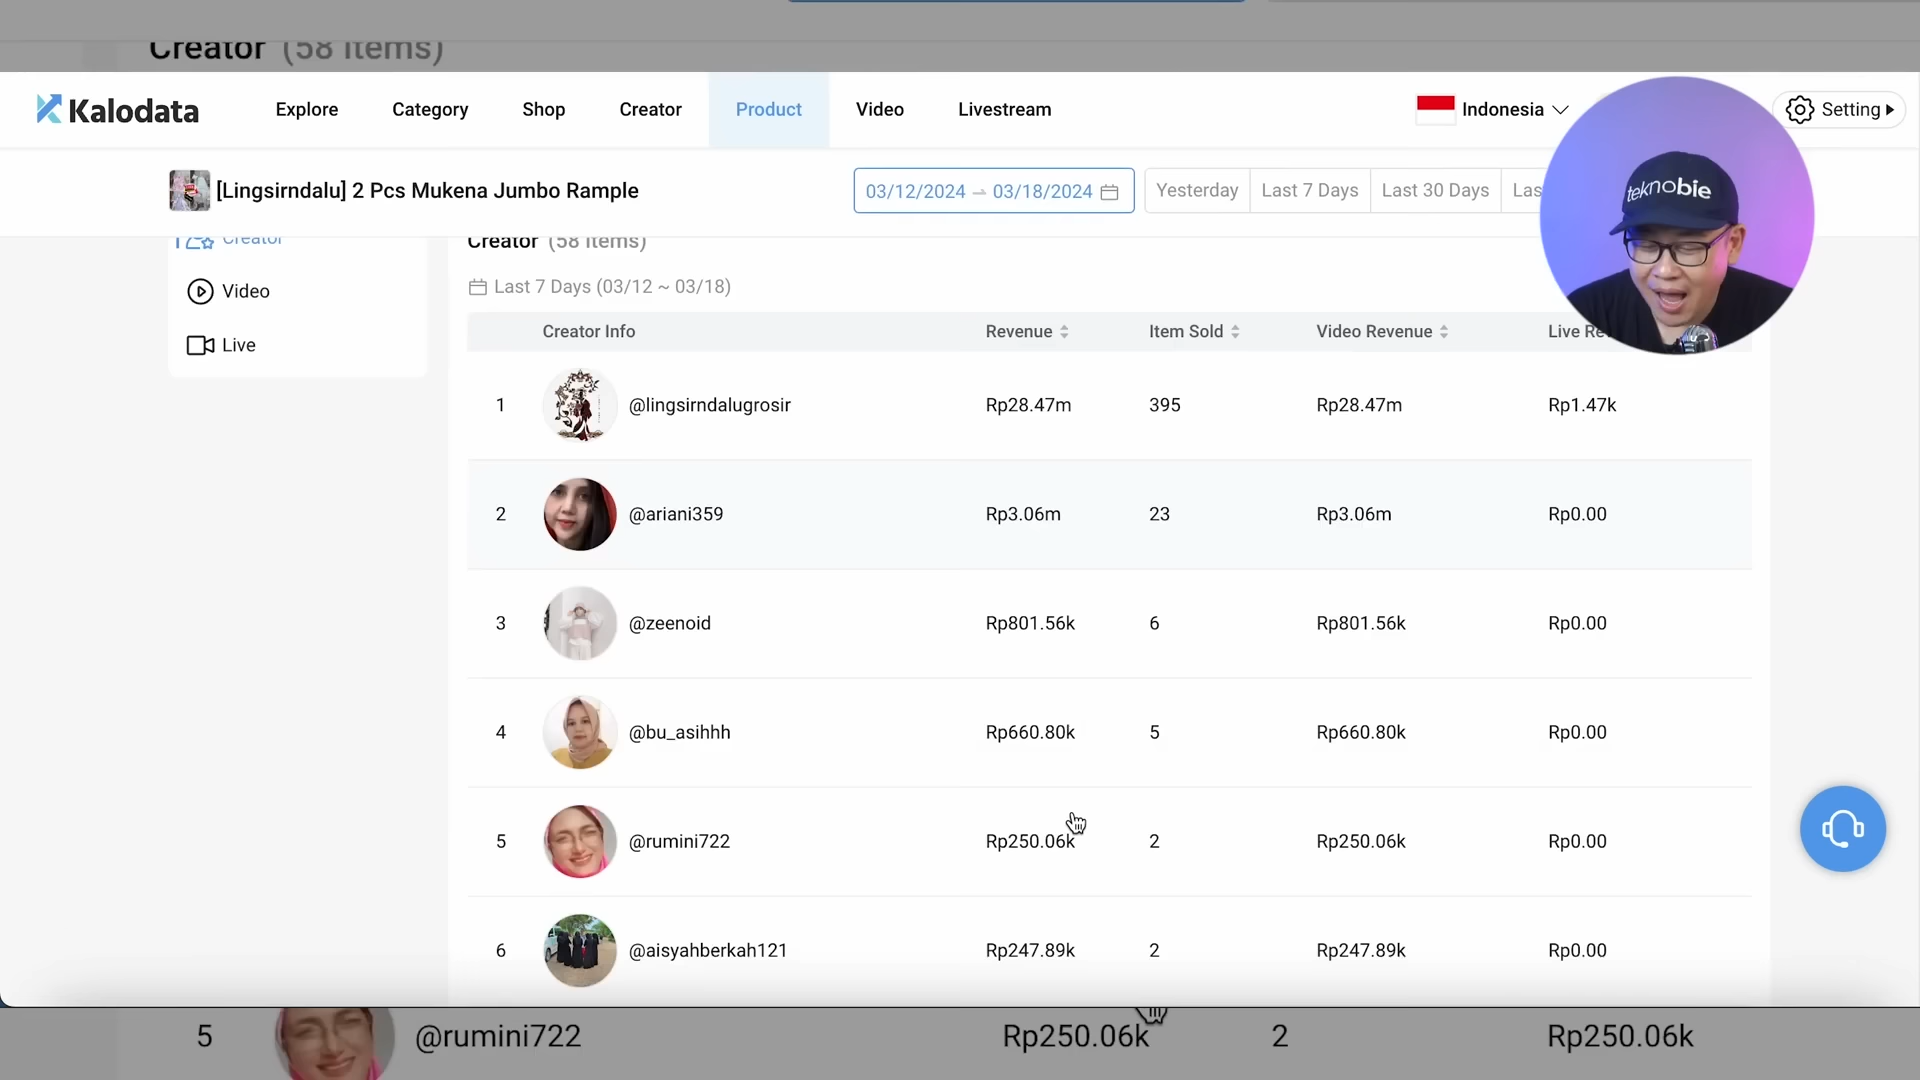 Creator (58 items)
Kalodata
Explore
Category
Shop
Creator
Product
Video
Livestream
Indonesia
Setting
[Lingsirndalu] 2 Pcs Mukena Jumbo Rample
03/12/2024 → 03/18/2024
Yesterday
Last 7 Days
Last 30 Days
Las
teknobie
Creator
Video
Live
Creator (58 items)
Last 7 Days (03/12 ~ 03/18)
Creator Info Revenue Item Sold Video Revenue Live Re
1 @lingsirndalugrosir Rp28.47m 395 Rp28.47m Rp1.47k
2 @ariani359 Rp3.06m 23 Rp3.06m Rp0.00
3 @zeenoid Rp801.56k 6 Rp801.56k Rp0.00
4 @bu_asihhh Rp660.80k 5 Rp660.80k Rp0.00
5 @rumini722 Rp250.06k 2 Rp250.06k Rp0.00
6 @aisyahberkah121 Rp247.89k 2 Rp247.89k Rp0.00
5 @rumini722 Rp250.06k 2 Rp250.06k